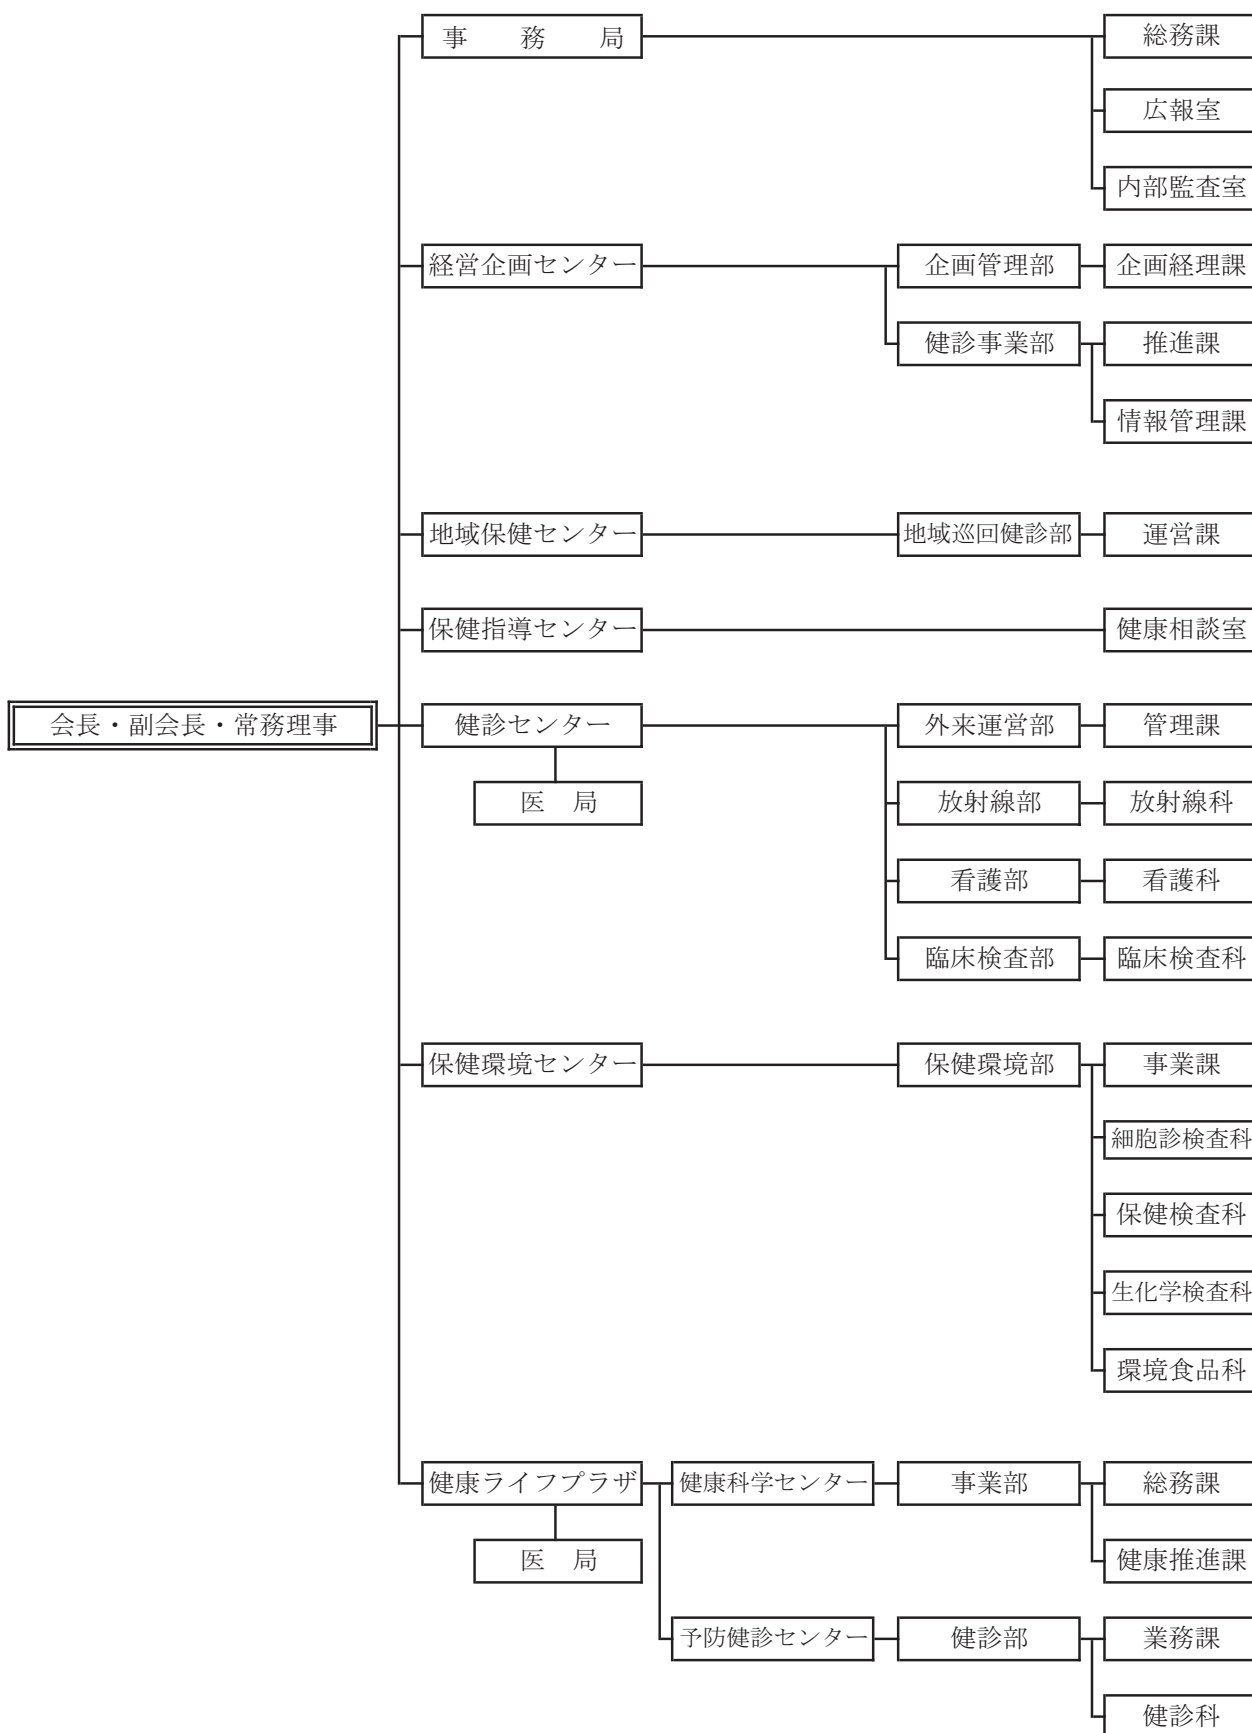 事　務　局
総務課
広報室
内部監査室
経営企画センター
企画管理部
企画経理課
健診事業部
推進課
情報管理課
地域保健センター
地域巡回健診部
運営課
保健指導センター
健康相談室
会長・副会長・常務理事
健診センター
外来運営部
管理課
医　局
放射線部
放射線科
看護部
看護科
臨床検査部
臨床検査科
保健環境センター
保健環境部
事業課
細胞診検査科
保健検査科
生化学検査科
環境食品科
健康ライフプラザ
健康科学センター
事業部
総務課
医　局
健康推進課
予防健診センター
健診部
業務課
健診科